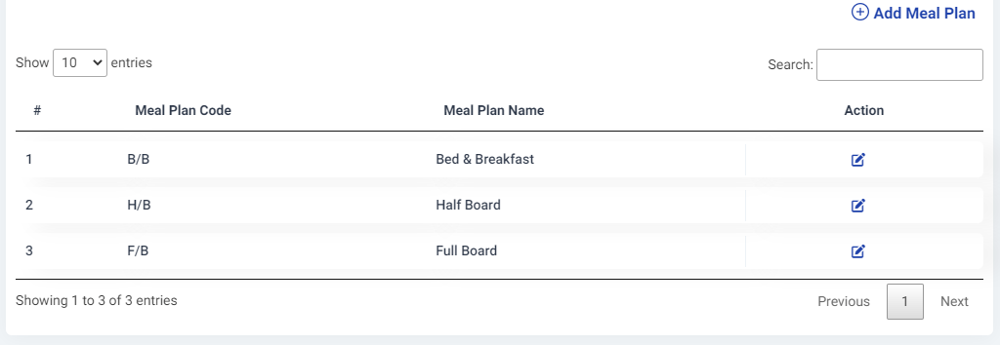 Add Meal Plan
Show 10 entries Search:
# Meal Plan Code Meal Plan Name Action
1 B/B Bed & Breakfast
2 H/B Half Board
3 F/B Full Board
Showing 1 to 3 of 3 entries Previous 1 Next